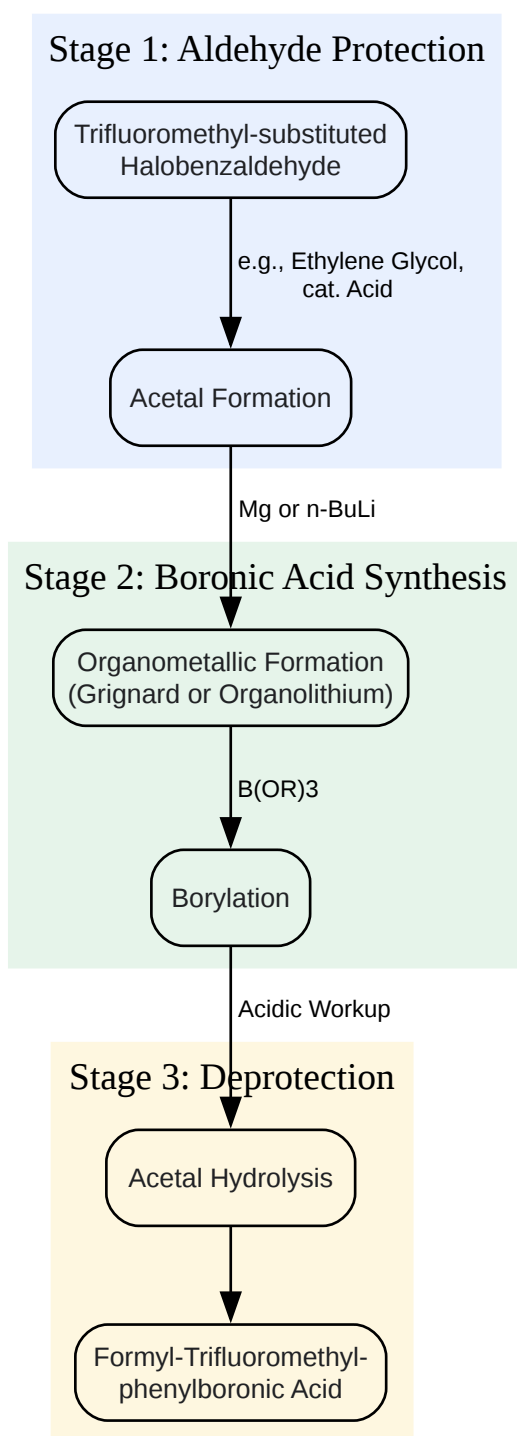 Stage 1: Aldehyde Protection
Trifluoromethyl-substituted
Halobenzaldehyde
e.g., Ethylene Glycol,
cat. Acid
Acetal Formation
Mg or n-BuLi
Stage 2: Boronic Acid Synthesis
Organometallic Formation
(Grignard or Organolithium)
B(OR)3
Borylation
Acidic Workup
Stage 3: Deprotection
Acetal Hydrolysis
Formyl-Trifluoromethyl-
phenylboronic Acid